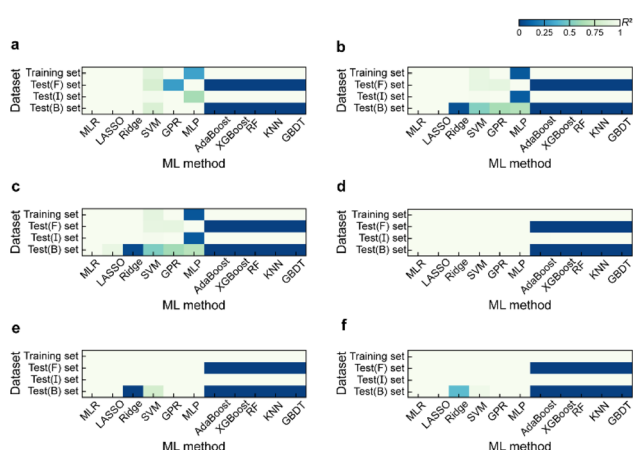 R²
0 0.25 0.5 0.75 1
a
Dataset
Training set
Test(F) set
Test(I) set
Test(B) set
MLR LASSO Ridge SVM GPR MLP AdaBoost XGBoost RF KNN GBDT
ML method
b
Dataset
Training set
Test(F) set
Test(I) set
Test(B) set
MLR LASSO Ridge SVM GPR MLP AdaBoost XGBoost RF KNN GBDT
ML method
c
Dataset
Training set
Test(F) set
Test(I) set
Test(B) set
MLR LASSO Ridge SVM GPR MLP AdaBoost XGBoost RF KNN GBDT
ML method
d
Dataset
Training set
Test(F) set
Test(I) set
Test(B) set
MLR LASSO Ridge SVM GPR MLP AdaBoost XGBoost RF KNN GBDT
ML method
e
Dataset
Training set
Test(F) set
Test(I) set
Test(B) set
MLR LASSO Ridge SVM GPR MLP AdaBoost XGBoost RF KNN GBDT
ML method
f
Dataset
Training set
Test(F) set
Test(I) set
Test(B) set
MLR LASSO Ridge SVM GPR MLP AdaBoost XGBoost RF KNN GBDT
ML method